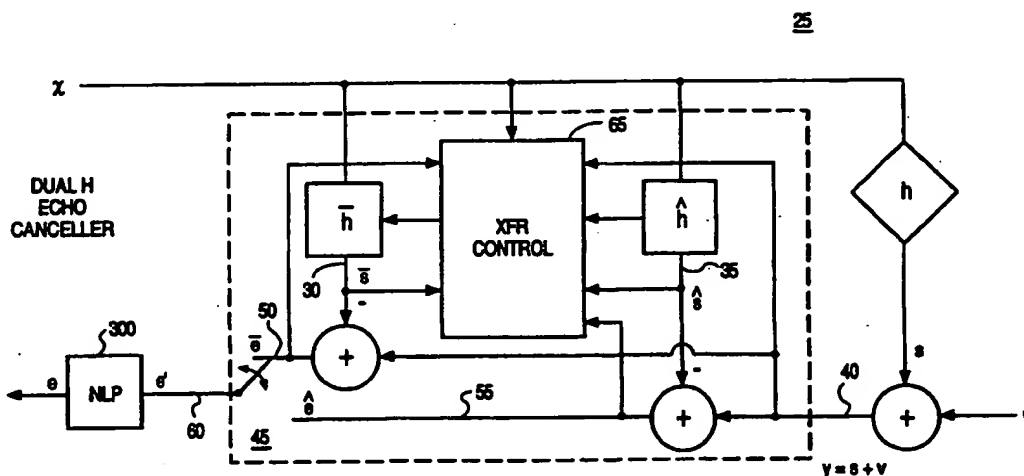 25
χ
65
DUAL H
ECHO
CANCELLER
h̅
XFR
CONTROL
ĥ
h
30
s̅
-
35
ŝ
300
50
e̅
-
s
e
NLP
e'
+
60
ê
55
40
+
+
45
y = s + v